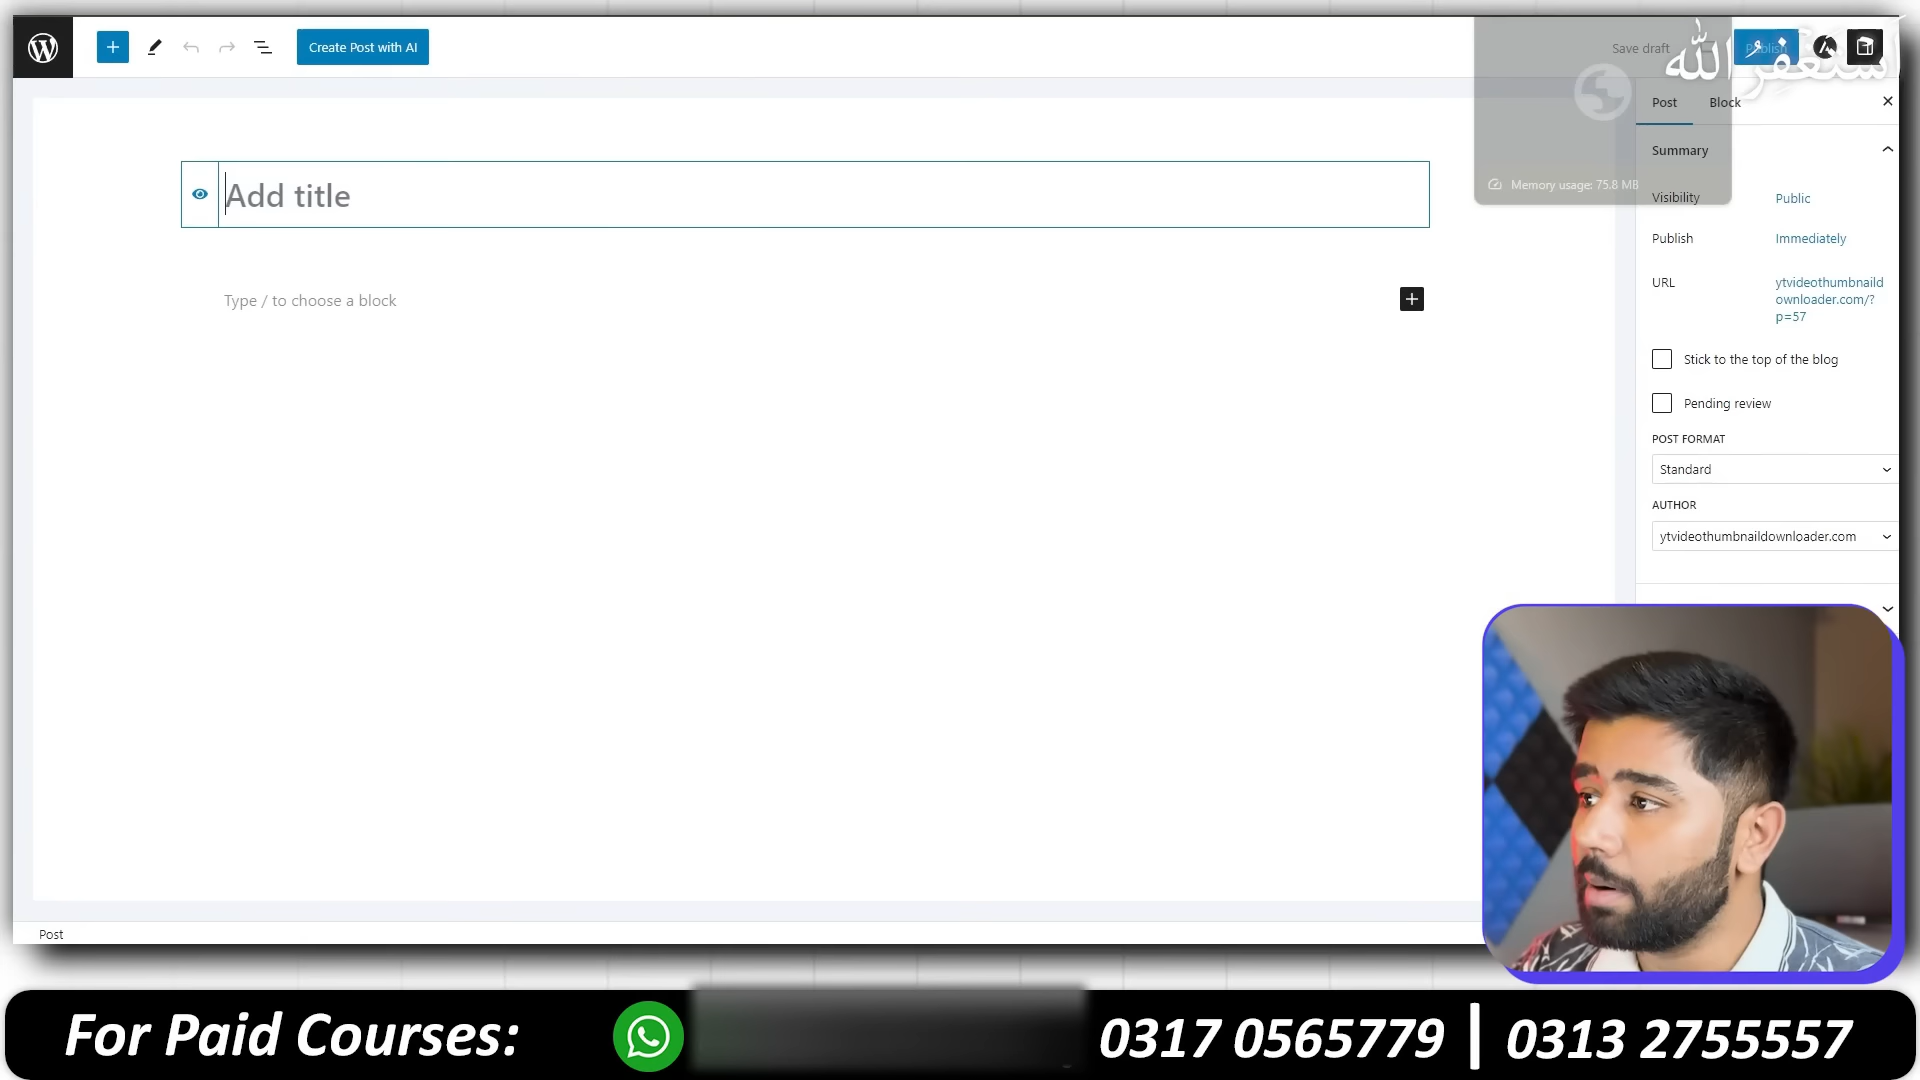 Create Post with AI
Save draft
Publish
أستغفر الله
Post
Block
Summary
Memory usage: 75.8 MB
Visibility
Public
Publish
Immediately
URL
ytvideothumbnaild
ownloader.com/?
p=57
Stick to the top of the blog
Pending review
POST FORMAT
Standard
AUTHOR
ytvideothumbnaildownloader.com
Add title
Type / to choose a block
Post
For Paid Courses:
0317 0565779 | 0313 2755557